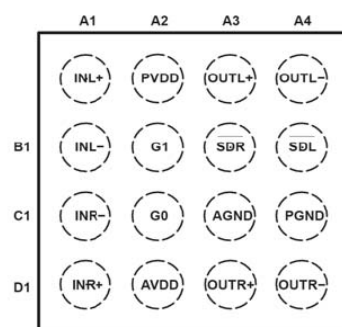 A1 A2 A3 A4
INL+ PVDD OUTL+ OUTL−
B1 INL− G1 SDR SDL
C1 INR− G0 AGND PGND
D1 INR+ AVDD OUTR+ OUTR−